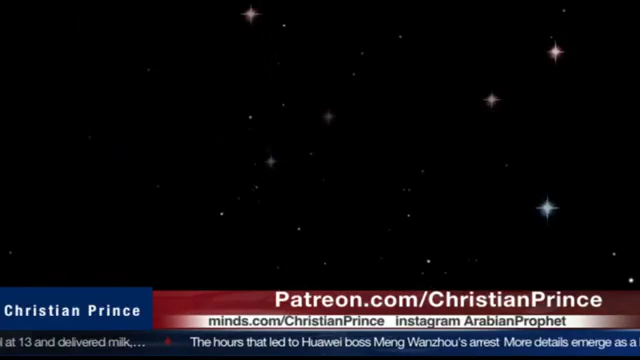 Patreon.com/ChristianPrince
Christian Prince
minds.com/ChristianPrince instagram ArabianProphet
l at 13 and delivered milk,... The hours that led to Huawei boss Meng Wanzhou's arrest More details emerge as a